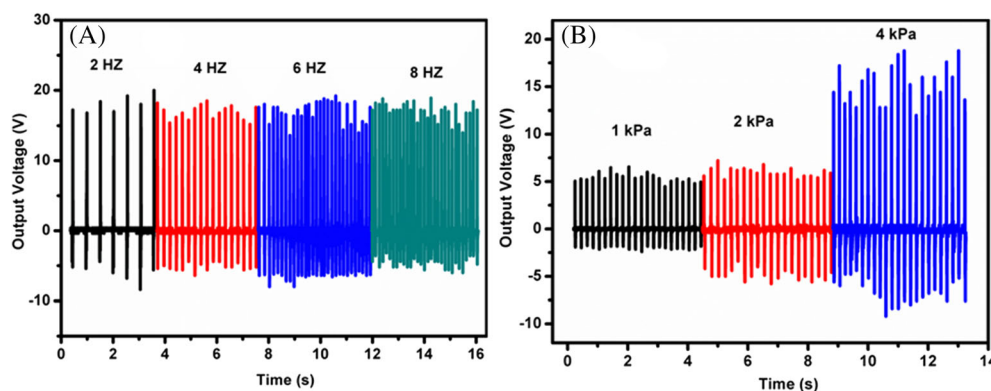 (A)
2 HZ
4 HZ
6 HZ
8 HZ
Output Voltage (V)
30
20
10
0
-10
0 2 4 6 8 10 12 14 16
Time (s)
(B)
1 kPa
2 kPa
4 kPa
Output Voltage (V)
20
15
10
5
0
-5
-10
0 2 4 6 8 10 12 14
Time (s)